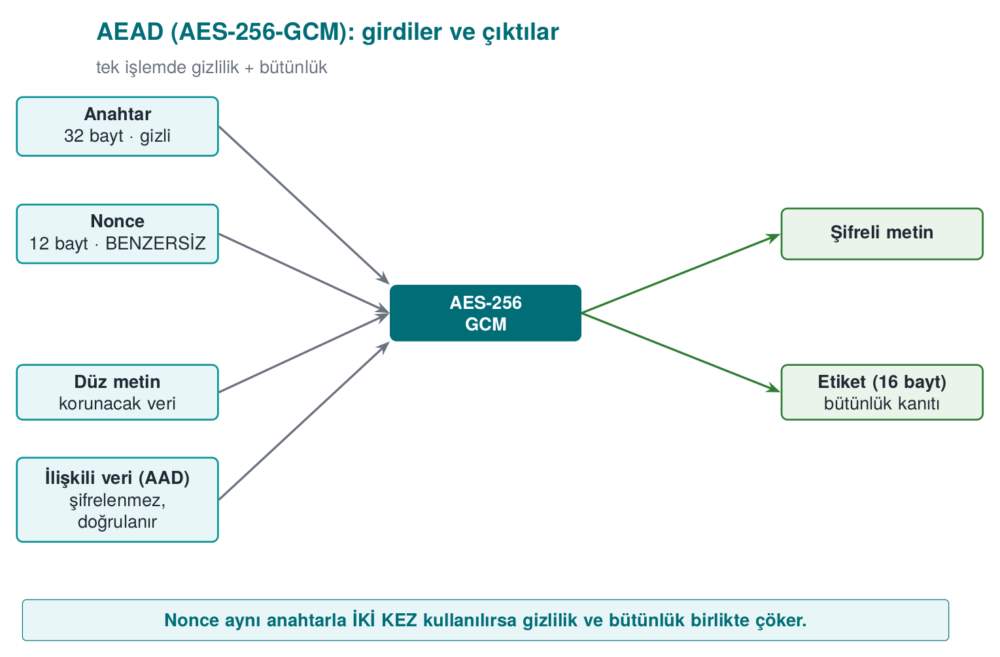 AEAD (AES-256-GCM): girdiler ve çıktılar
tek işlemde gizlilik + bütünlük
Anahtar
32 bayt · gizli
Nonce
12 bayt · BENZERSİZ
Düz metin
korunacak veri
İlişkili veri (AAD)
şifrelenmez,
doğrulanır
AES-256
GCM
Şifreli metin
Etiket (16 bayt)
bütünlük kanıtı
Nonce aynı anahtarla İKİ KEZ kullanılırsa gizlilik ve bütünlük birlikte çöker.